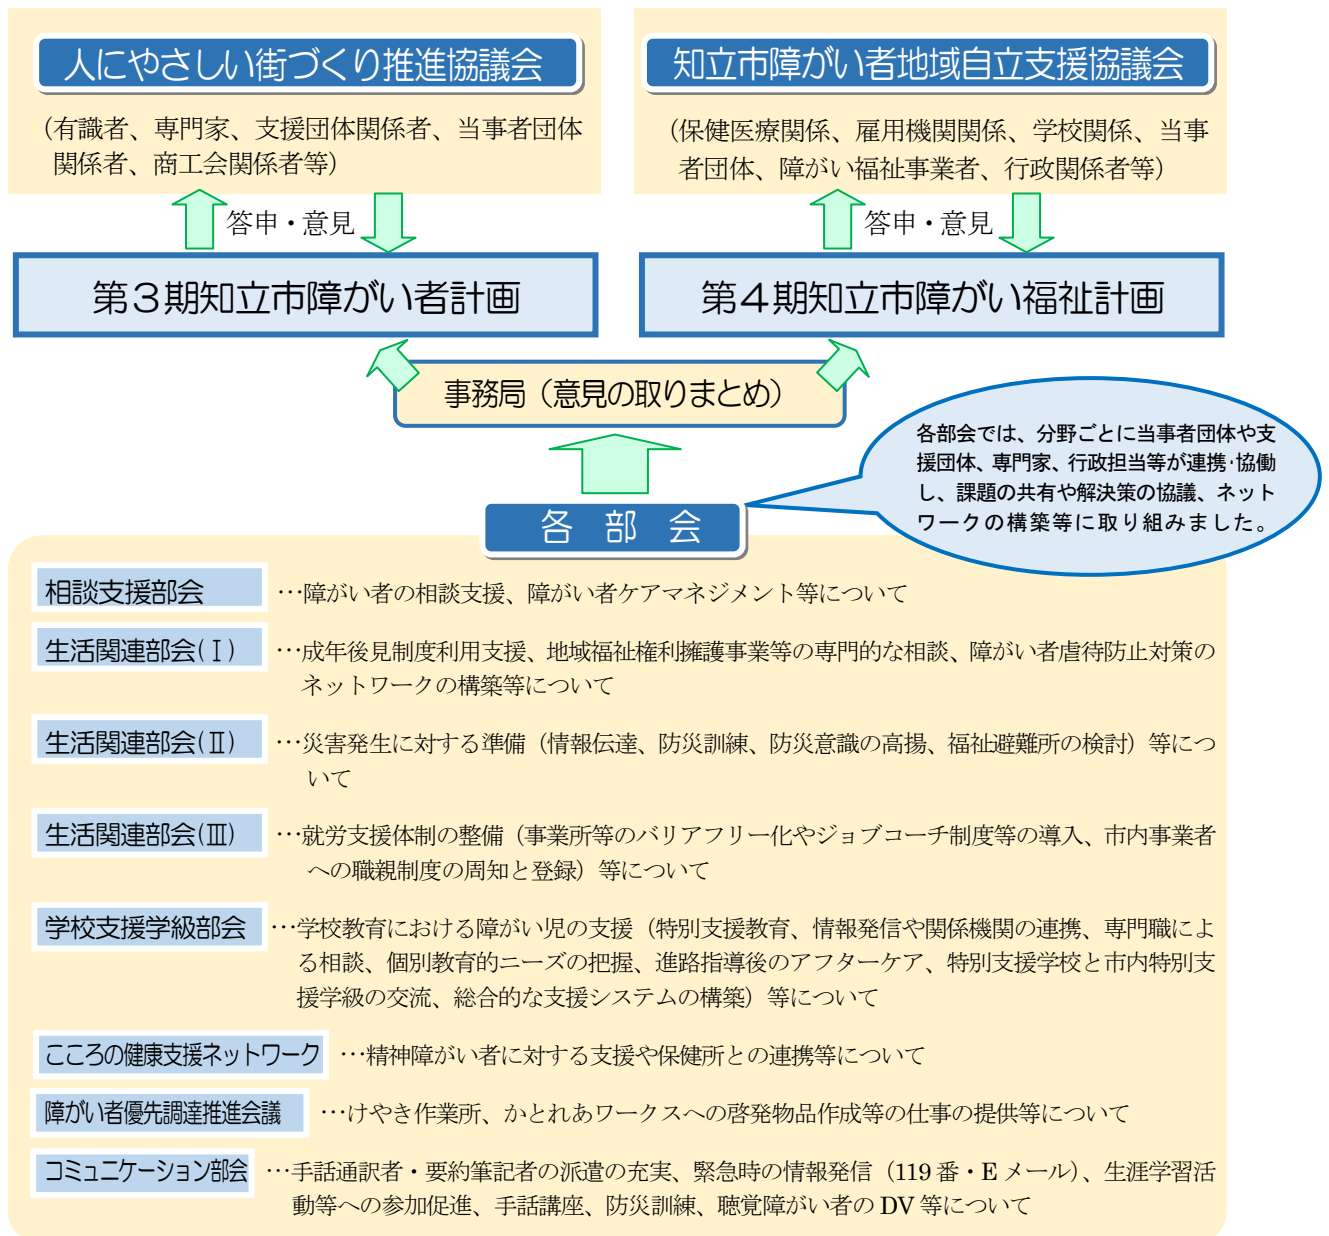 人にやさしい街づくり推進協議会
（有識者、専門家、支援団体関係者、当事者団体
関係者、商工会関係者等）
知立市障がい者地域自立支援協議会
（保健医療関係、雇用機関関係、学校関係、当事
者団体、障がい福祉事業者、行政関係者等）
答申・意見
答申・意見
第３期知立市障がい者計画
第４期知立市障がい福祉計画
事務局（意見の取りまとめ）
各部会では、分野ごとに当事者団体や支
援団体、専門家、行政担当等が連携・協働
し、課題の共有や解決策の協議、ネット
ワークの構築等に取り組みました。
各　部　会
相談支援部会 …障がい者の相談支援、障がい者ケアマネジメント等について
生活関連部会(Ⅰ) …成年後見制度利用支援、地域福祉権利擁護事業等の専門的な相談、障がい者虐待防止対策の
ネットワークの構築等について
生活関連部会(Ⅱ) …災害発生に対する準備（情報伝達、防災訓練、防災意識の高揚、福祉避難所の検討）等につ
いて
生活関連部会(Ⅲ) …就労支援体制の整備（事業所等のバリアフリー化やジョブコーチ制度等の導入、市内事業者
への職親制度の周知と登録）等について
学校支援学級部会 …学校教育における障がい児の支援（特別支援教育、情報発信や関係機関の連携、専門職によ
る相談、個別教育的ニーズの把握、進路指導後のアフターケア、特別支援学校と市内特別支
援学級の交流、総合的な支援システムの構築）等について
こころの健康支援ネットワーク …精神障がい者に対する支援や保健所との連携等について
障がい者優先調達推進会議 …けやき作業所、かとれあワークスへの啓発物品作成等の仕事の提供等について
コミュニケーション部会 …手話通訳者・要約筆記者の派遣の充実、緊急時の情報発信（119 番・E メール）、生涯学習活
動等への参加促進、手話講座、防災訓練、聴覚障がい者の DV 等について